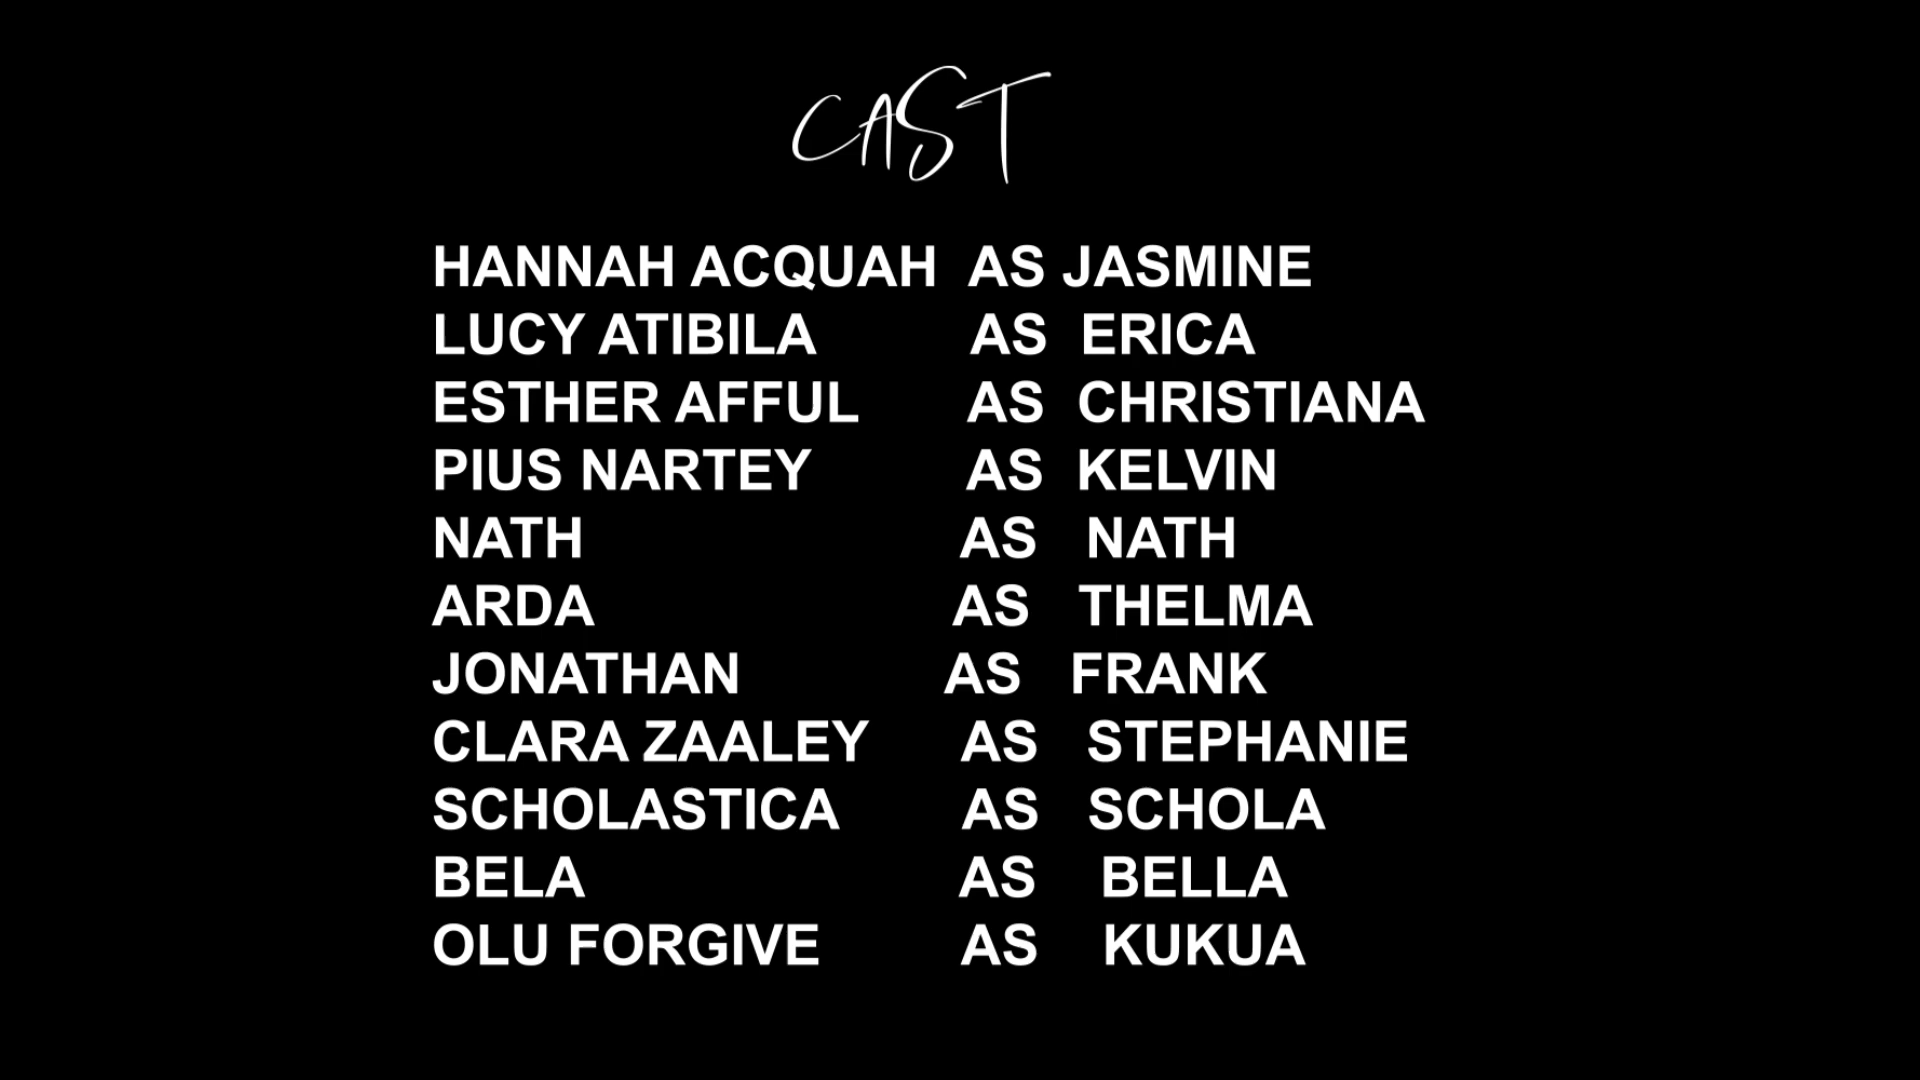 CAST
HANNAH ACQUAH AS JASMINE
LUCY ATIBILA AS ERICA
ESTHER AFFUL AS CHRISTIANA
PIUS NARTEY AS KELVIN
NATH AS NATH
ARDA AS THELMA
JONATHAN AS FRANK
CLARA ZAALEY AS STEPHANIE
SCHOLASTICA AS SCHOLA
BELA AS BELLA
OLU FORGIVE AS KUKUA